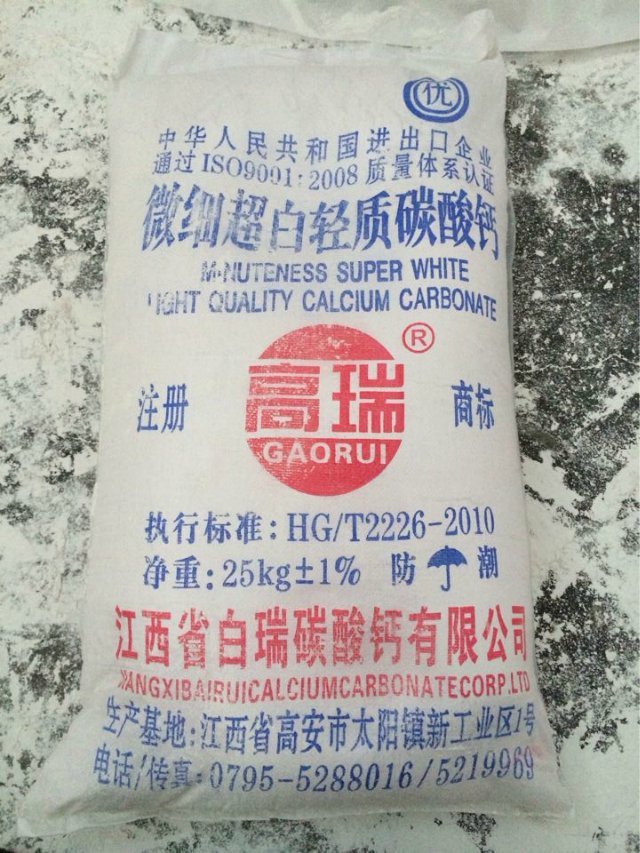 优
中华人民共和国进出口企业
通过ISO9001:2008质量体系认证
微细超白轻质碳酸钙
M·NUTENESS SUPER WHITE
LIGHT QUALITY CALCIUM CARBONATE
®
注册 高瑞 商标
GAORUI
执行标准:HG/T2226-2010
净重:25kg±1% 防 潮
江西省白瑞碳酸钙有限公司
JIANGXIBAIRUICALCIUMCARBONATECORP.LTD
生产基地:江西省高安市太阳镇新工业区1号
电话/传真:0795-5288016/5219969